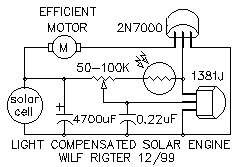 EFFICIENT
MOTOR
2N7000
M
50-100K
1381J
solar
cell
+
4700uF
0.22uF
LIGHT COMPENSATED SOLAR ENGINE
WILF RIGTER 12/99